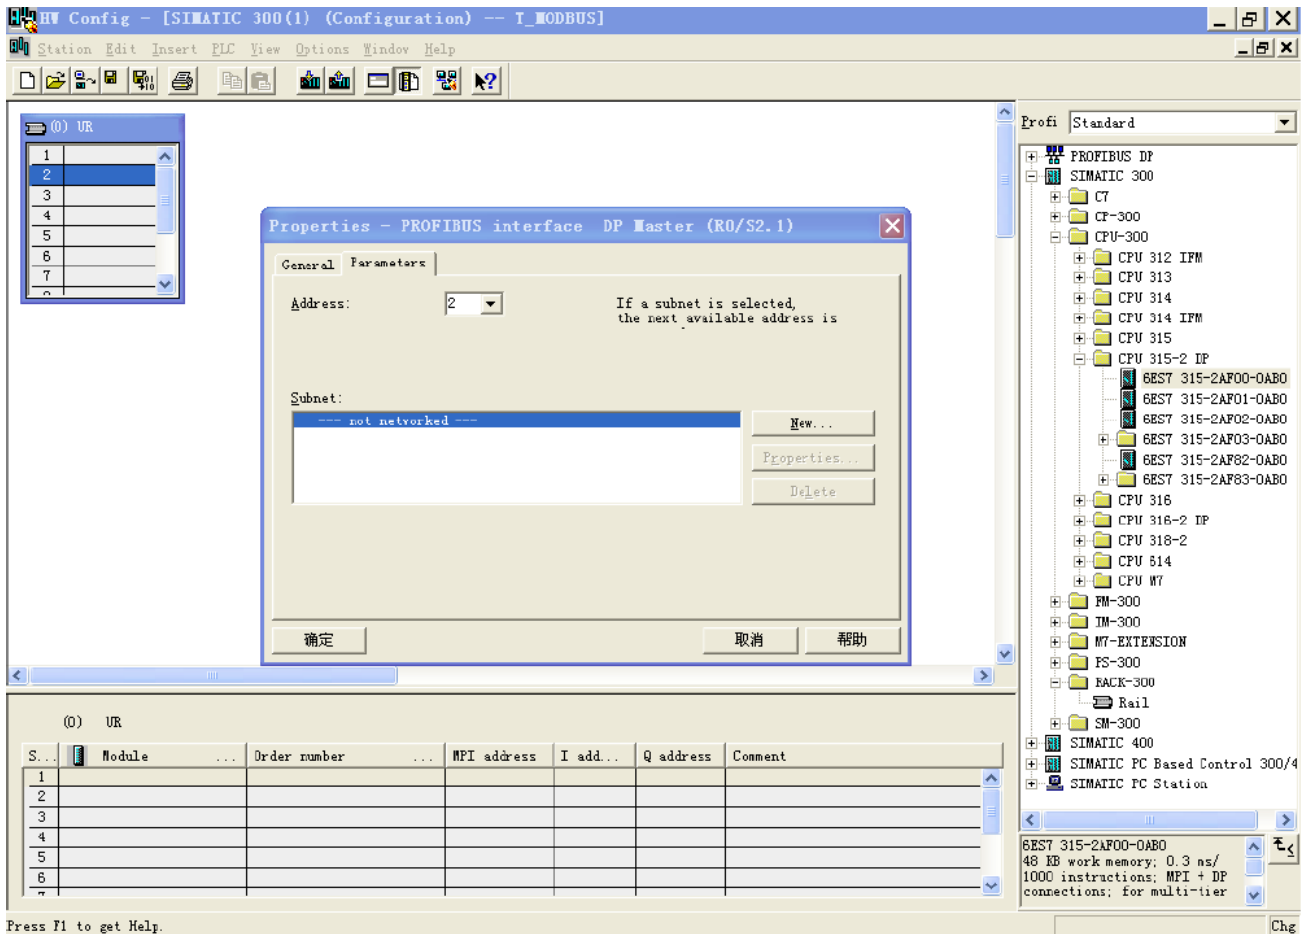 HW Config - [SIMATIC 300(1) (Configuration) -- T_MODBUS]
Station Edit Insert PLC View Options Window Help
(0) UR
1
2
3
4
5
6
7
Properties - PROFIBUS interface DP Master (R0/S2.1)
General Parameters
Address: 2
If a subnet is selected,
the next available address is
Subnet:
--- not networked ---
New...
Properties...
Delete
确定 取消 帮助
Profi Standard
PROFIBUS DP
SIMATIC 300
C7
CP-300
CPU-300
CPU 312 IFM
CPU 313
CPU 314
CPU 314 IFM
CPU 315
CPU 315-2 DP
6ES7 315-2AF00-0AB0
6ES7 315-2AF01-0AB0
6ES7 315-2AF02-0AB0
6ES7 315-2AF03-0AB0
6ES7 315-2AF82-0AB0
6ES7 315-2AF83-0AB0
CPU 316
CPU 316-2 DP
CPU 318-2
CPU 614
CPU M7
FM-300
IM-300
M7-EXTENSION
PS-300
RACK-300
Rail
SM-300
SIMATIC 400
SIMATIC PC Based Control 300/4
SIMATIC PC Station
6ES7 315-2AF00-0AB0
48 KB work memory; 0.3 ms/
1000 instructions; MPI + DP
connections; for multi-tier
(0) UR
S... Module ... Order number ... MPI address I add... Q address Comment
1
2
3
4
5
6
7
Press F1 to get Help.
Chg